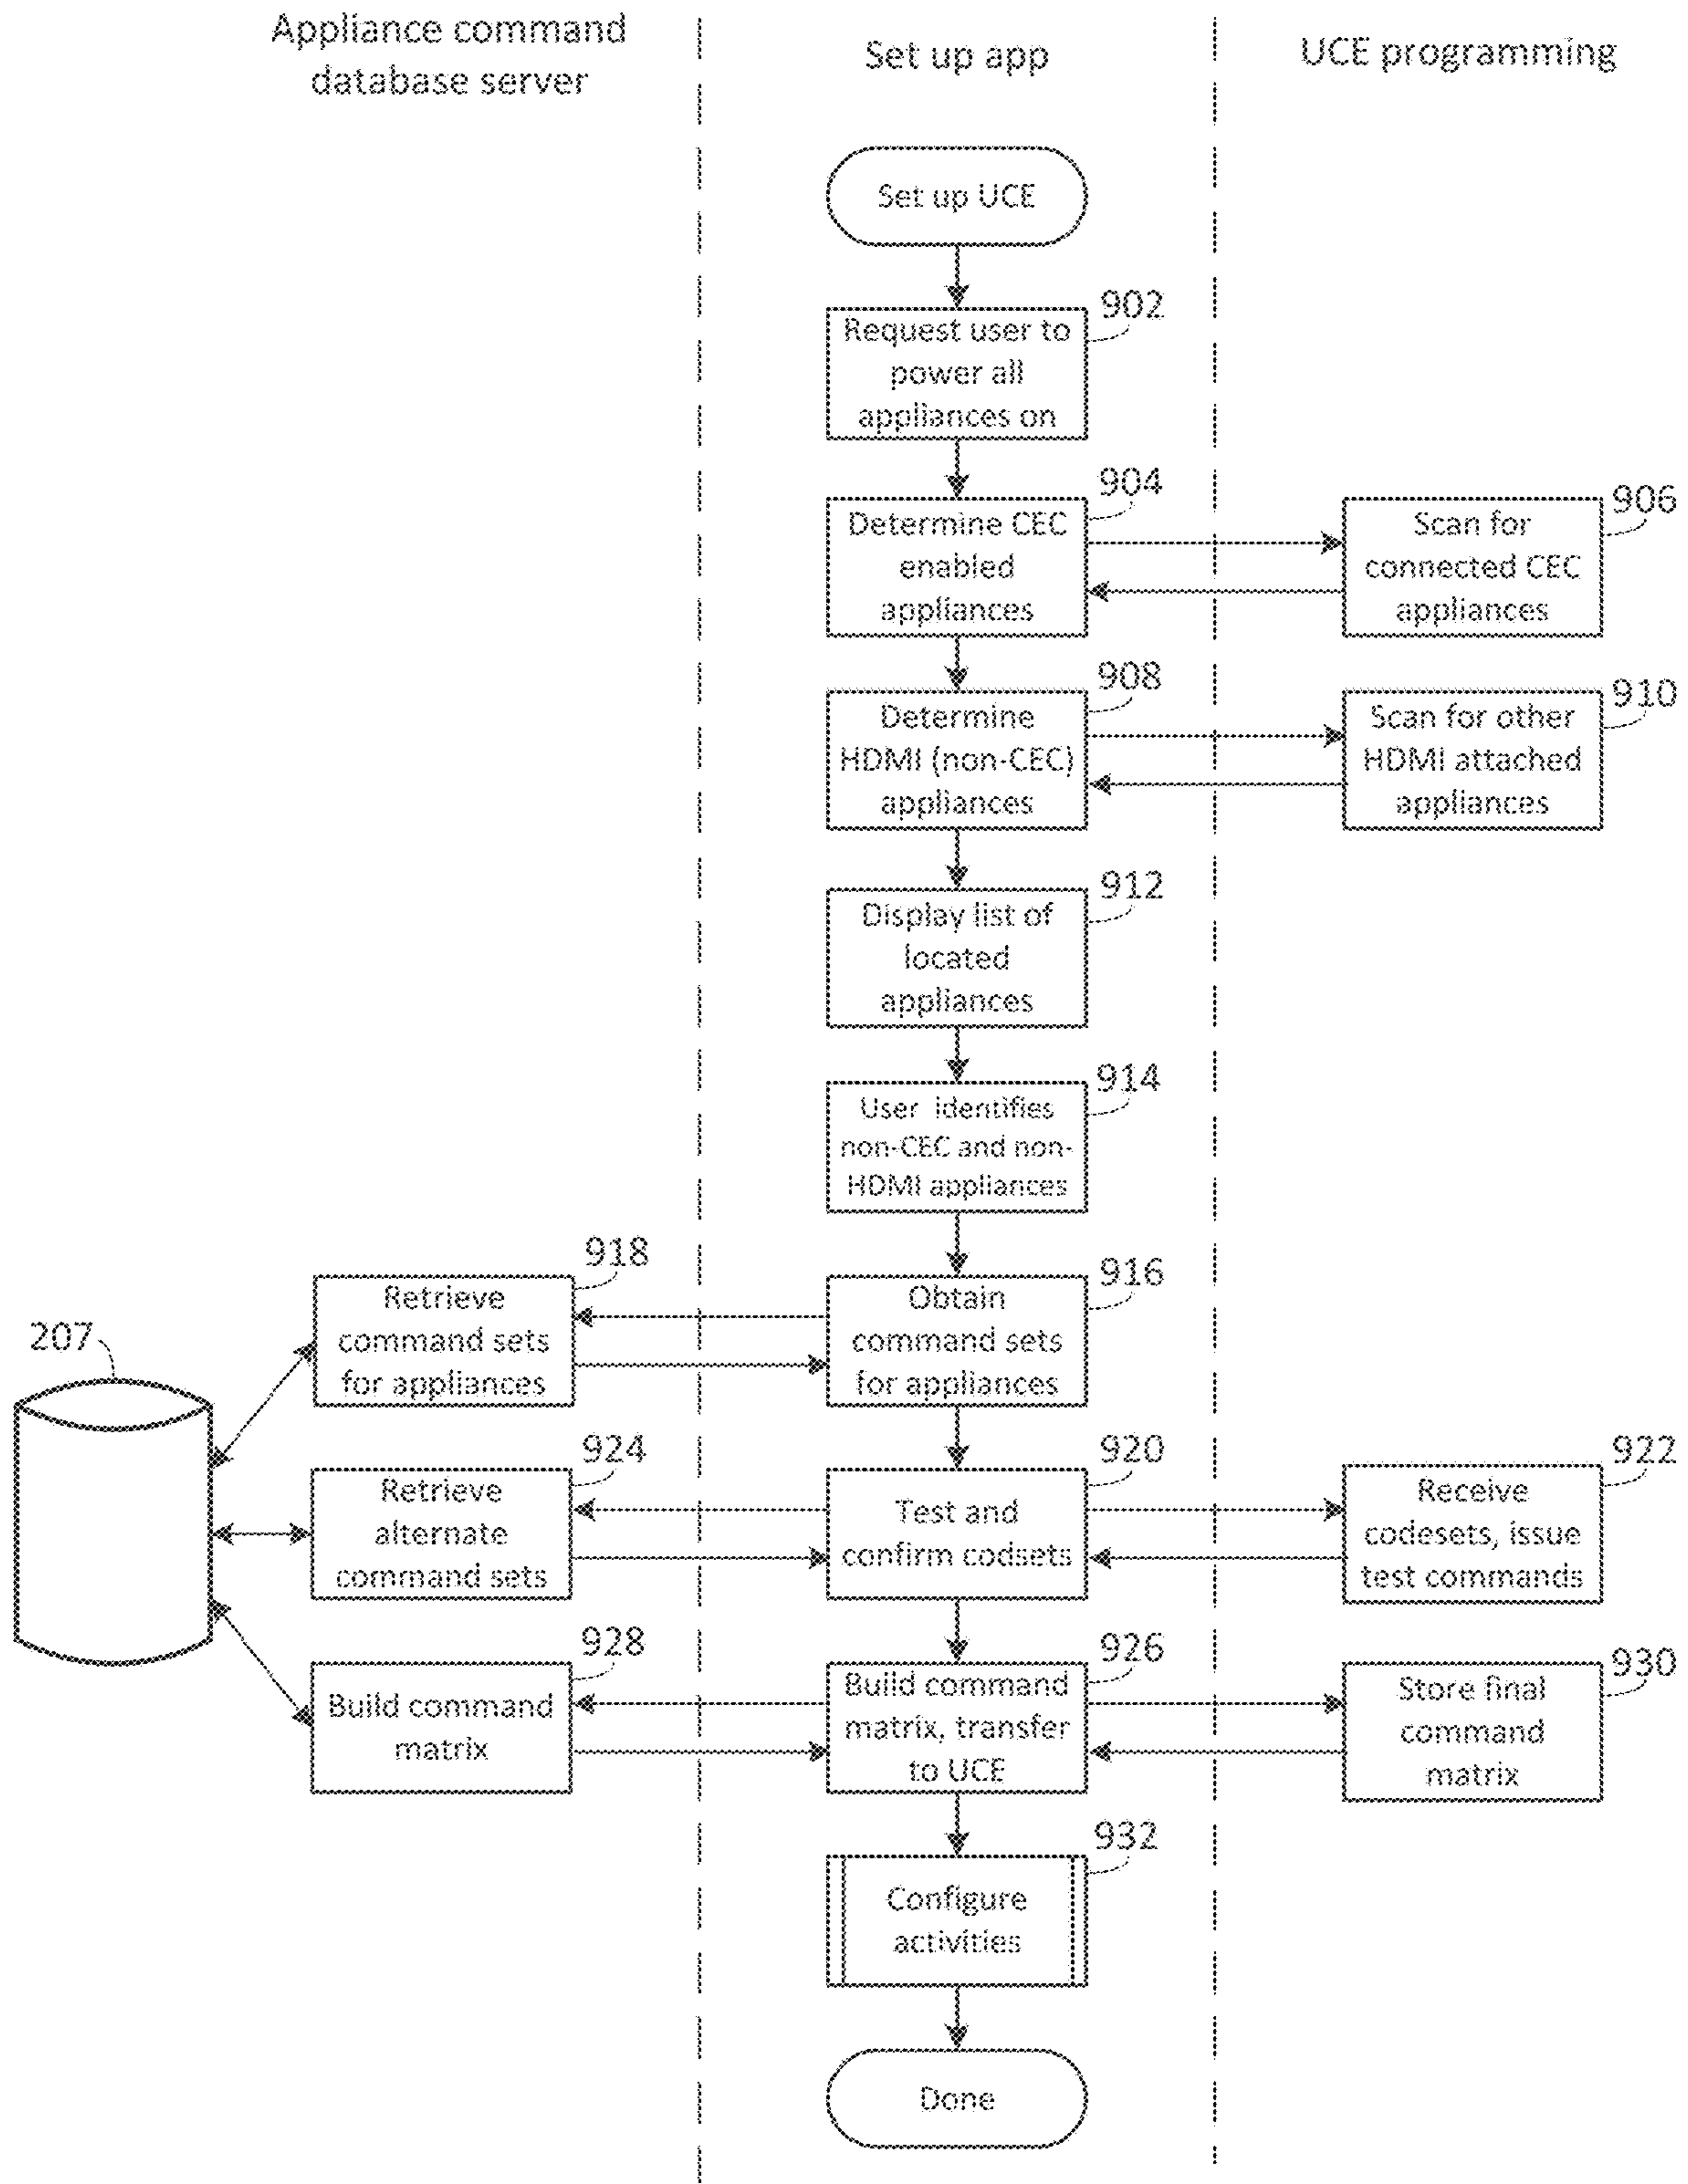 Appliance command
database server
Set up app
UCE programming
Set up UCE
902
Request user to
power all
appliances on
904
Determine CEC
enabled
appliances
906
Scan for
connected CEC
appliances
908
Determine
HDMI (non-CEC)
appliances
910
Scan for other
HDMI attached
appliances
912
Display list of
located
appliances
914
User identifies
non-CEC and non-
HDMI appliances
918
Retrieve
command sets
for appliances
916
Obtain
command sets
for appliances
207
924
Retrieve
alternate
command sets
920
Test and
confirm codsets
922
Receive
codesets, issue
test commands
928
Build command
matrix
926
Build command
matrix, transfer
to UCE
930
Store final
command
matrix
932
Configure
activities
Done